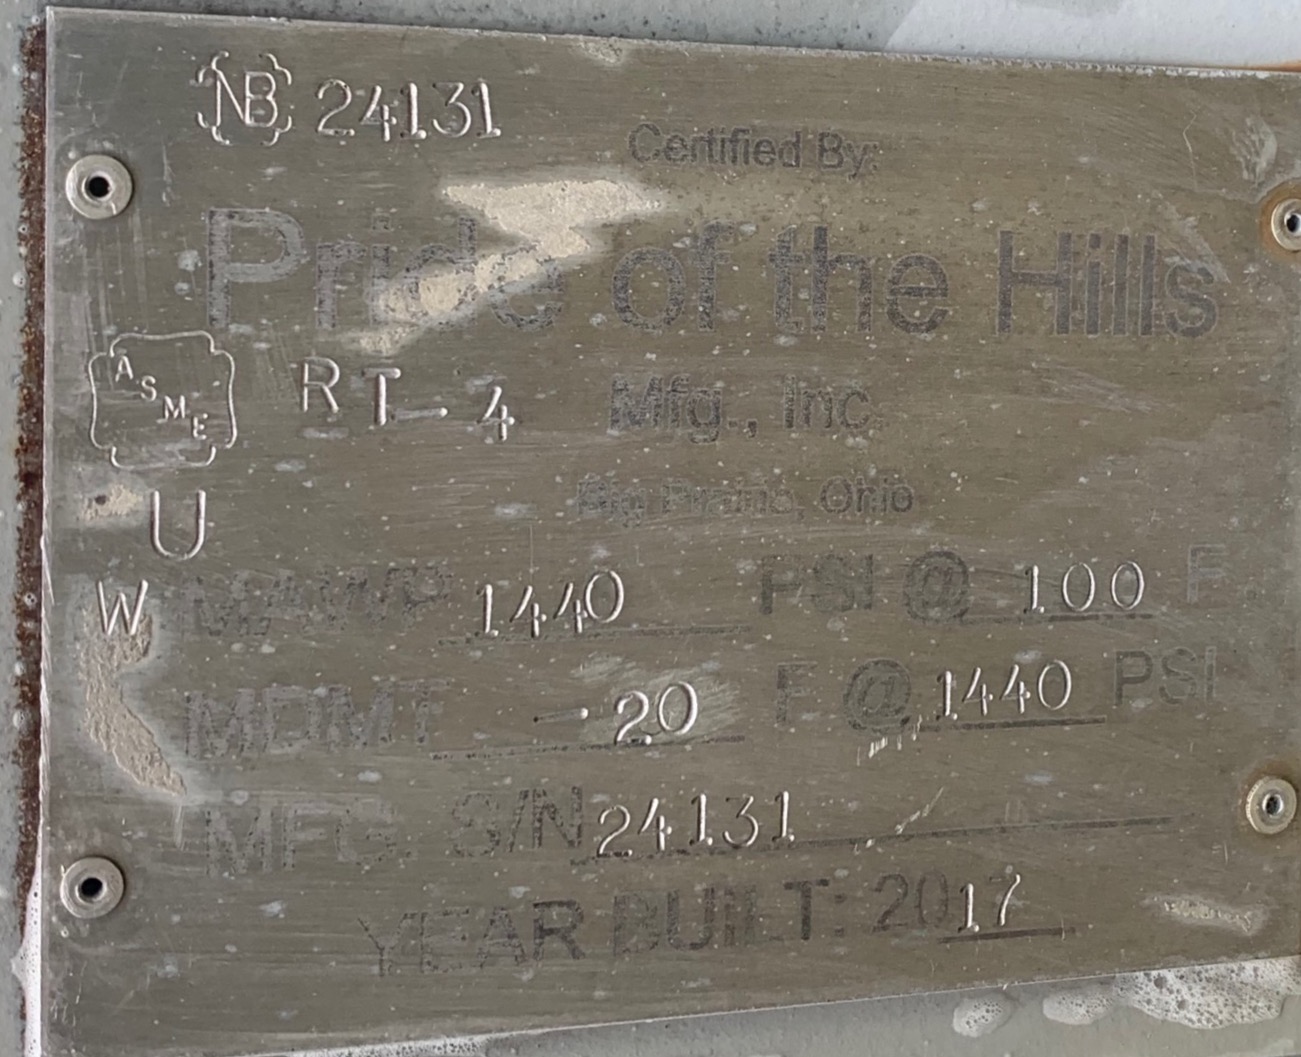 NB 24131
Certified By:
Pride of the Hills
ASME RT-4 Mfg., Inc.
Big Prairie, Ohio
U
W MAWP 1440 PSI @ 100 F
MDMT -20 F @ 1440 PSI
MFG. S/N 24131
YEAR BUILT: 2017